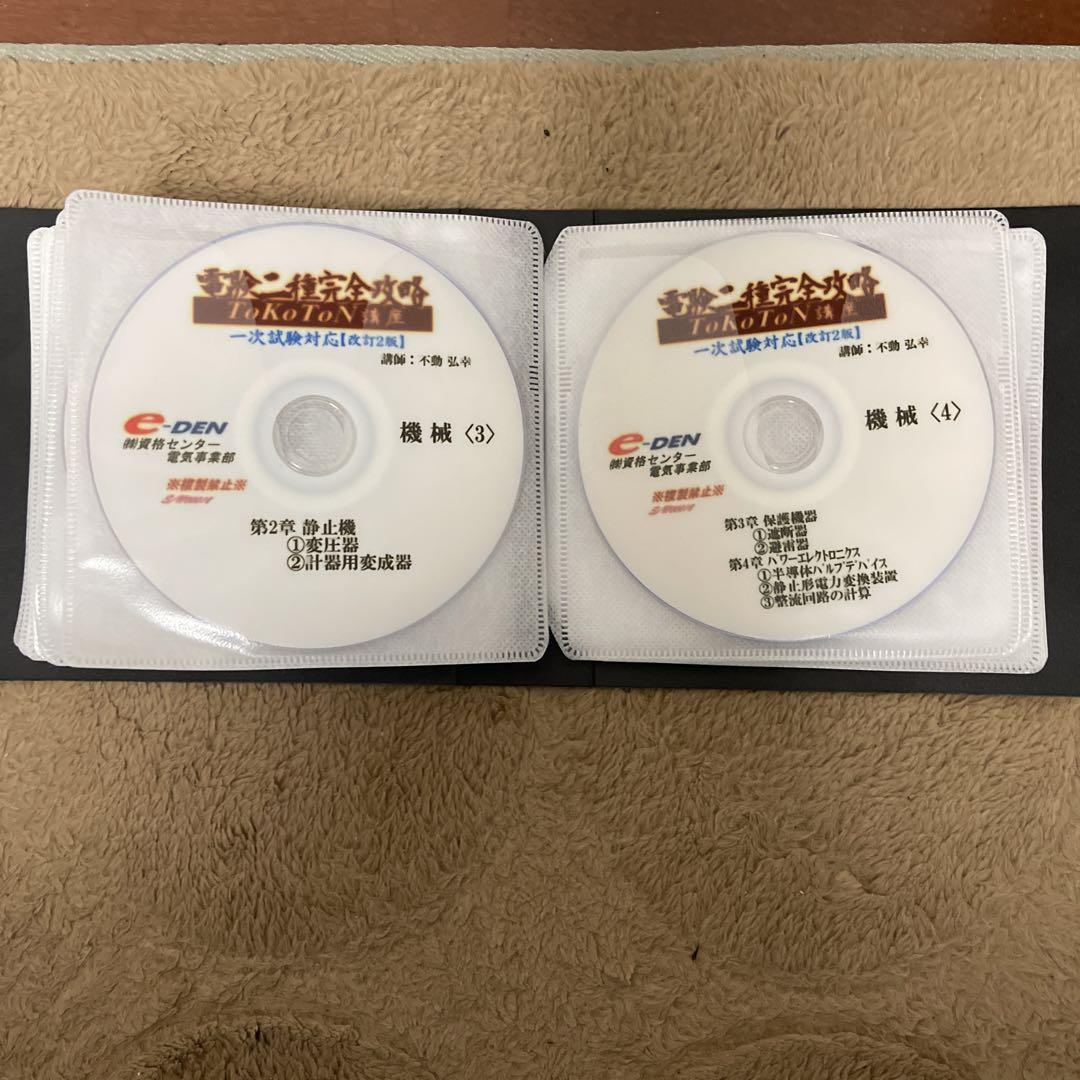 電験二種完全攻略
ToKoToN講座
一次試験対応【改訂2版】
講師：不動 弘幸
e-DEN
㈱資格センター
電気事業部
機械〈3〉
※複製禁止※
第2章 静止機
①変圧器
②計器用変成器
電験二種完全攻略
ToKoToN講座
一次試験対応【改訂2版】
講師：不動 弘幸
e-DEN
㈱資格センター
電気事業部
機械〈4〉
※複製禁止※
第3章 保護機器
①遮断器
②避雷器
第4章 ﾊﾟﾜｰｴﾚｸﾄﾛﾆｸｽ
①半導体ﾊﾞﾙﾌﾞﾃﾞﾊﾞｲｽ
②静止形電力変換装置
③整流回路の計算